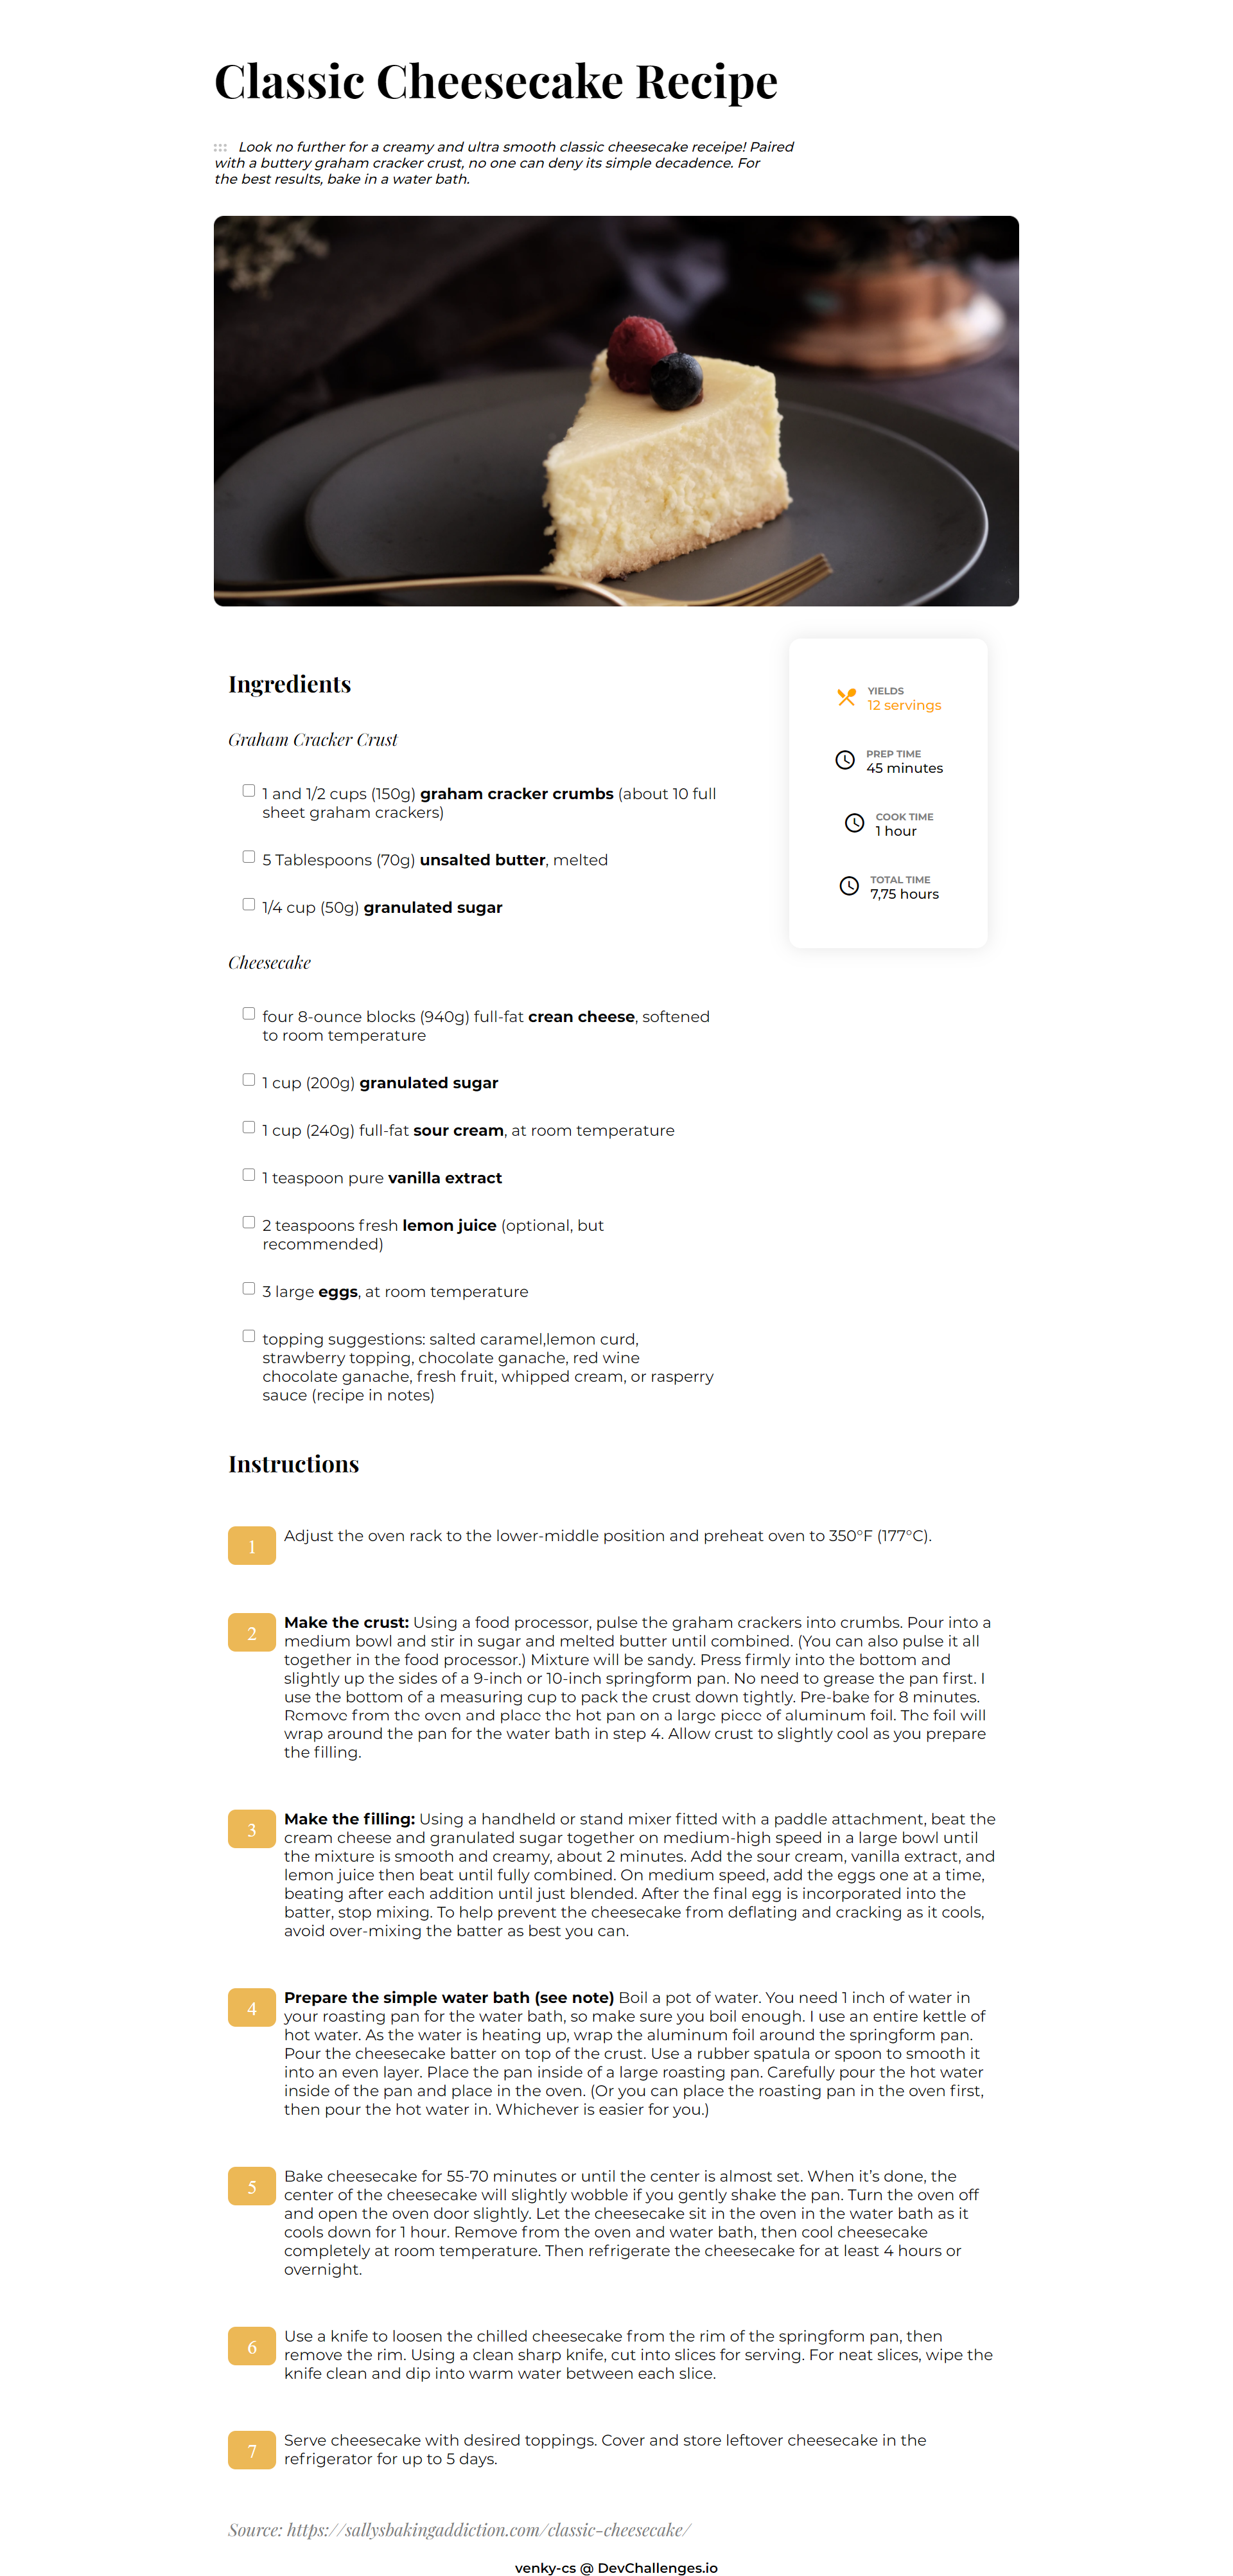 Classic Cheesecake Recipe
Look no further for a creamy and ultra smooth classic cheesecake receipe! Paired
with a buttery graham cracker crust, no one can deny its simple decadence. For
the best results, bake in a water bath.
Ingredients
Graham Cracker Crust
1 and 1/2 cups (150g) graham cracker crumbs (about 10 full
sheet graham crackers)
5 Tablespoons (70g) unsalted butter, melted
1/4 cup (50g) granulated sugar
Cheesecake
four 8-ounce blocks (940g) full-fat crean cheese, softened
to room temperature
1 cup (200g) granulated sugar
1 cup (240g) full-fat sour cream, at room temperature
1 teaspoon pure vanilla extract
2 teaspoons fresh lemon juice (optional, but
recommended)
3 large eggs, at room temperature
topping suggestions: salted caramel,lemon curd,
strawberry topping, chocolate ganache, red wine
chocolate ganache, fresh fruit, whipped cream, or rasperry
sauce (recipe in notes)
YIELDS
12 servings
PREP TIME
45 minutes
COOK TIME
1 hour
TOTAL TIME
7,75 hours
Instructions
1
Adjust the oven rack to the lower-middle position and preheat oven to 350°F (177°C).
2
Make the crust: Using a food processor, pulse the graham crackers into crumbs. Pour into a
medium bowl and stir in sugar and melted butter until combined. (You can also pulse it all
together in the food processor.) Mixture will be sandy. Press firmly into the bottom and
slightly up the sides of a 9-inch or 10-inch springform pan. No need to grease the pan first. I
use the bottom of a measuring cup to pack the crust down tightly. Pre-bake for 8 minutes.
Remove from the oven and place the hot pan on a large piece of aluminum foil. The foil will
wrap around the pan for the water bath in step 4. Allow crust to slightly cool as you prepare
the filling.
3
Make the filling: Using a handheld or stand mixer fitted with a paddle attachment, beat the
cream cheese and granulated sugar together on medium-high speed in a large bowl until
the mixture is smooth and creamy, about 2 minutes. Add the sour cream, vanilla extract, and
lemon juice then beat until fully combined. On medium speed, add the eggs one at a time,
beating after each addition until just blended. After the final egg is incorporated into the
batter, stop mixing. To help prevent the cheesecake from deflating and cracking as it cools,
avoid over-mixing the batter as best you can.
4
Prepare the simple water bath (see note) Boil a pot of water. You need 1 inch of water in
your roasting pan for the water bath, so make sure you boil enough. I use an entire kettle of
hot water. As the water is heating up, wrap the aluminum foil around the springform pan.
Pour the cheesecake batter on top of the crust. Use a rubber spatula or spoon to smooth it
into an even layer. Place the pan inside of a large roasting pan. Carefully pour the hot water
inside of the pan and place in the oven. (Or you can place the roasting pan in the oven first,
then pour the hot water in. Whichever is easier for you.)
5
Bake cheesecake for 55-70 minutes or until the center is almost set. When it’s done, the
center of the cheesecake will slightly wobble if you gently shake the pan. Turn the oven off
and open the oven door slightly. Let the cheesecake sit in the oven in the water bath as it
cools down for 1 hour. Remove from the oven and water bath, then cool cheesecake
completely at room temperature. Then refrigerate the cheesecake for at least 4 hours or
overnight.
6
Use a knife to loosen the chilled cheesecake from the rim of the springform pan, then
remove the rim. Using a clean sharp knife, cut into slices for serving. For neat slices, wipe the
knife clean and dip into warm water between each slice.
7
Serve cheesecake with desired toppings. Cover and store leftover cheesecake in the
refrigerator for up to 5 days.
Source: https://sallysbakingaddiction.com/classic-cheesecake/
venky-cs @ DevChallenges.io